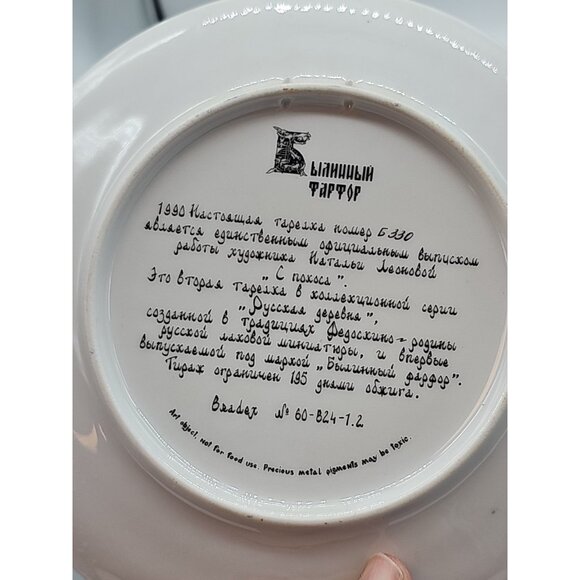 Былинный
фарфор
1990 Настоящая тарелка номер Б330
является единственным официальным выпуском
работы художника Натальи Леоновой
„С покоса".
Это вторая тарелка в коллекционной серии
„Русская деревня",
созданной в традициях Федоскино-родины
русской лаковой миниатюры, и впервые
выпускаемой под маркой „Былинный фарфор".
Тираж ограничен 195 днями обжига.
Bradex № 60-B24-1.2
Art object. Not for food use. Precious metal pigments may be toxic.